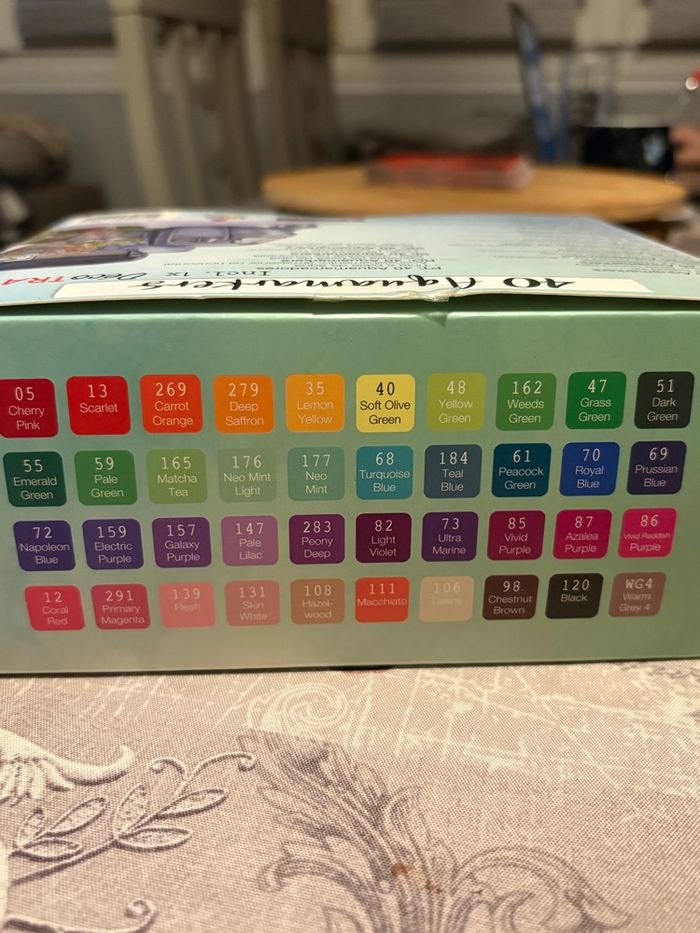 40 Aquamarkers
Incl. 1x DecoTRA
05 13 269 279 35 40 48 162 47 51
Cherry Pink Scarlet Carrot Orange Deep Saffron Lemon Yellow Soft Olive Green Yellow Green Weeds Green Grass Green Dark Green
55 59 165 176 177 68 184 61 70 69
Emerald Green Pale Green Matcha Tea Neo Mint Light Neo Mint Turquoise Blue Teal Blue Peacock Green Royal Blue Prussian Blue
72 159 157 147 283 82 73 85 87 86
Napoleon Blue Electric Purple Galaxy Purple Pale Lilac Peony Deep Light Violet Ultra Marine Vivid Purple Azalea Purple Vivid Reddish Purple
12 291 139 131 108 111 106 98 120 WG4
Coral Red Primary Magenta Flesh Skin White Hazel-wood Macchiato Tawny Chestnut Brown Black Warm Grey 4